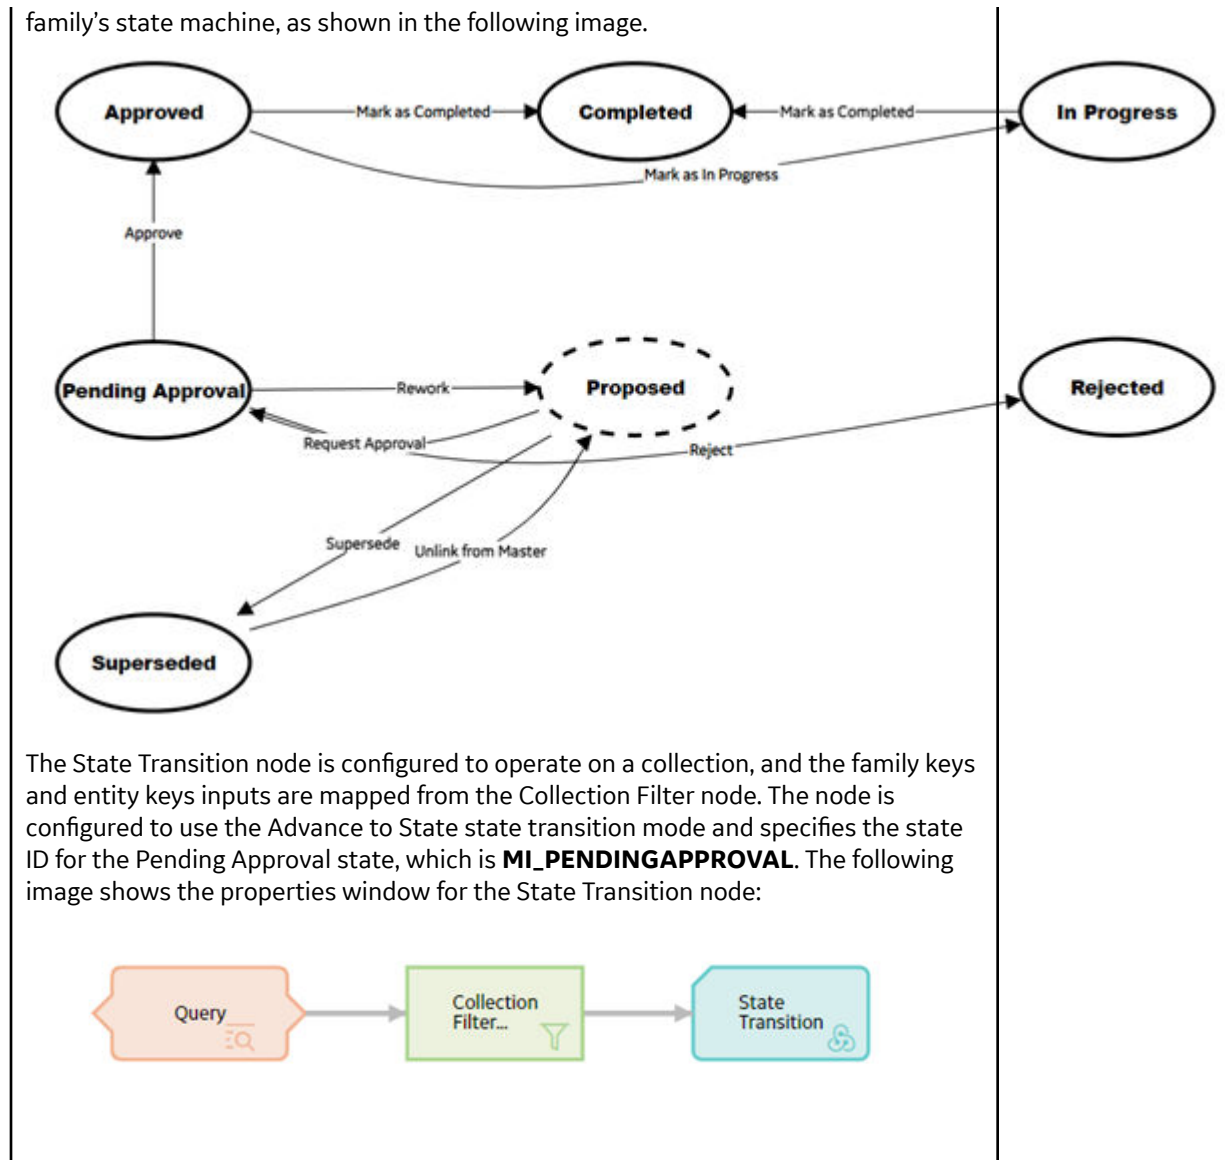 family’s state machine, as shown in the following image.
Approved
Mark as Completed
Completed
Mark as Completed
In Progress
Mark as In Progress
Approve
Pending Approval
Rework
Proposed
Rejected
Request Approval
Reject
Supersede
Unlink from Master
Superseded
The State Transition node is configured to operate on a collection, and the family keys
and entity keys inputs are mapped from the Collection Filter node. The node is
configured to use the Advance to State state transition mode and specifies the state
ID for the Pending Approval state, which is MI_PENDINGAPPROVAL. The following
image shows the properties window for the State Transition node:
Query
Collection
Filter...
State
Transition